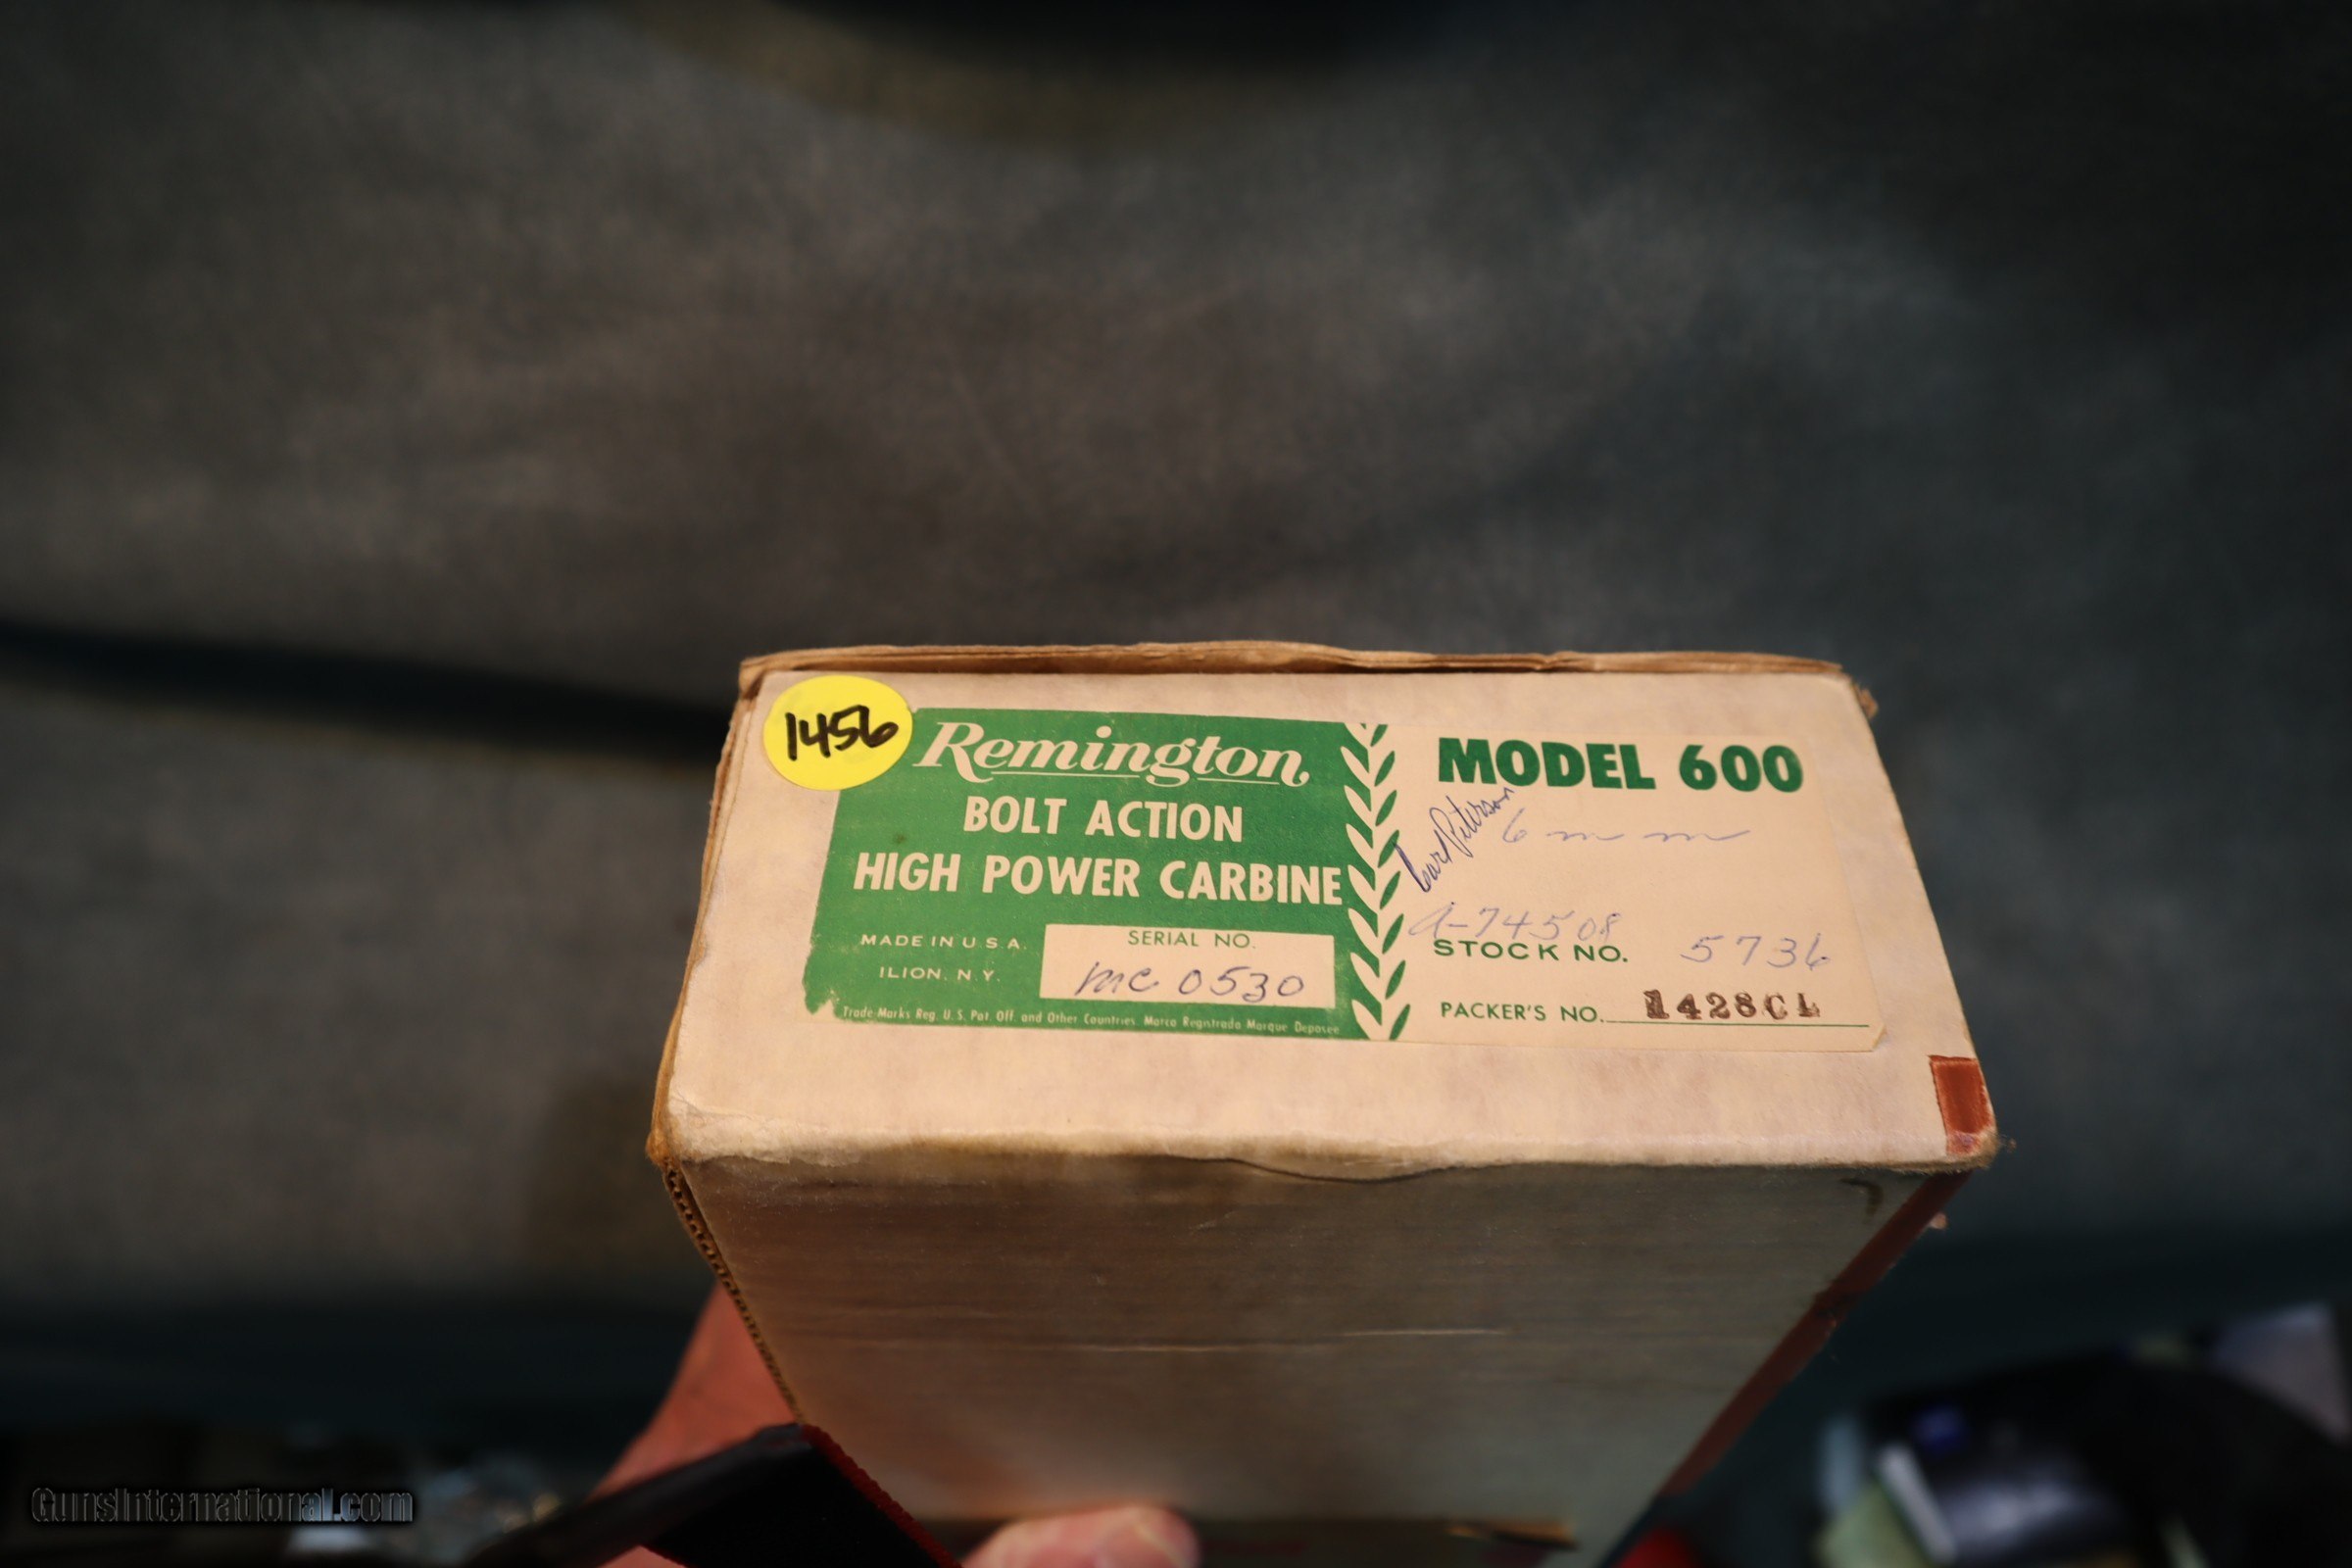 1456
Remington
BOLT ACTION
HIGH POWER CARBINE
MADE IN U.S.A.
ILION, N.Y.
SERIAL NO.
MC 0530
Trade Marks Reg. U.S. Pat. Off. and Other Countries. Marca Registrada Marque Deposee
MODEL 600
Peterson
6 mm
A-74508
STOCK NO. 5736
PACKER'S NO. 1428CL
GunsInternational.com